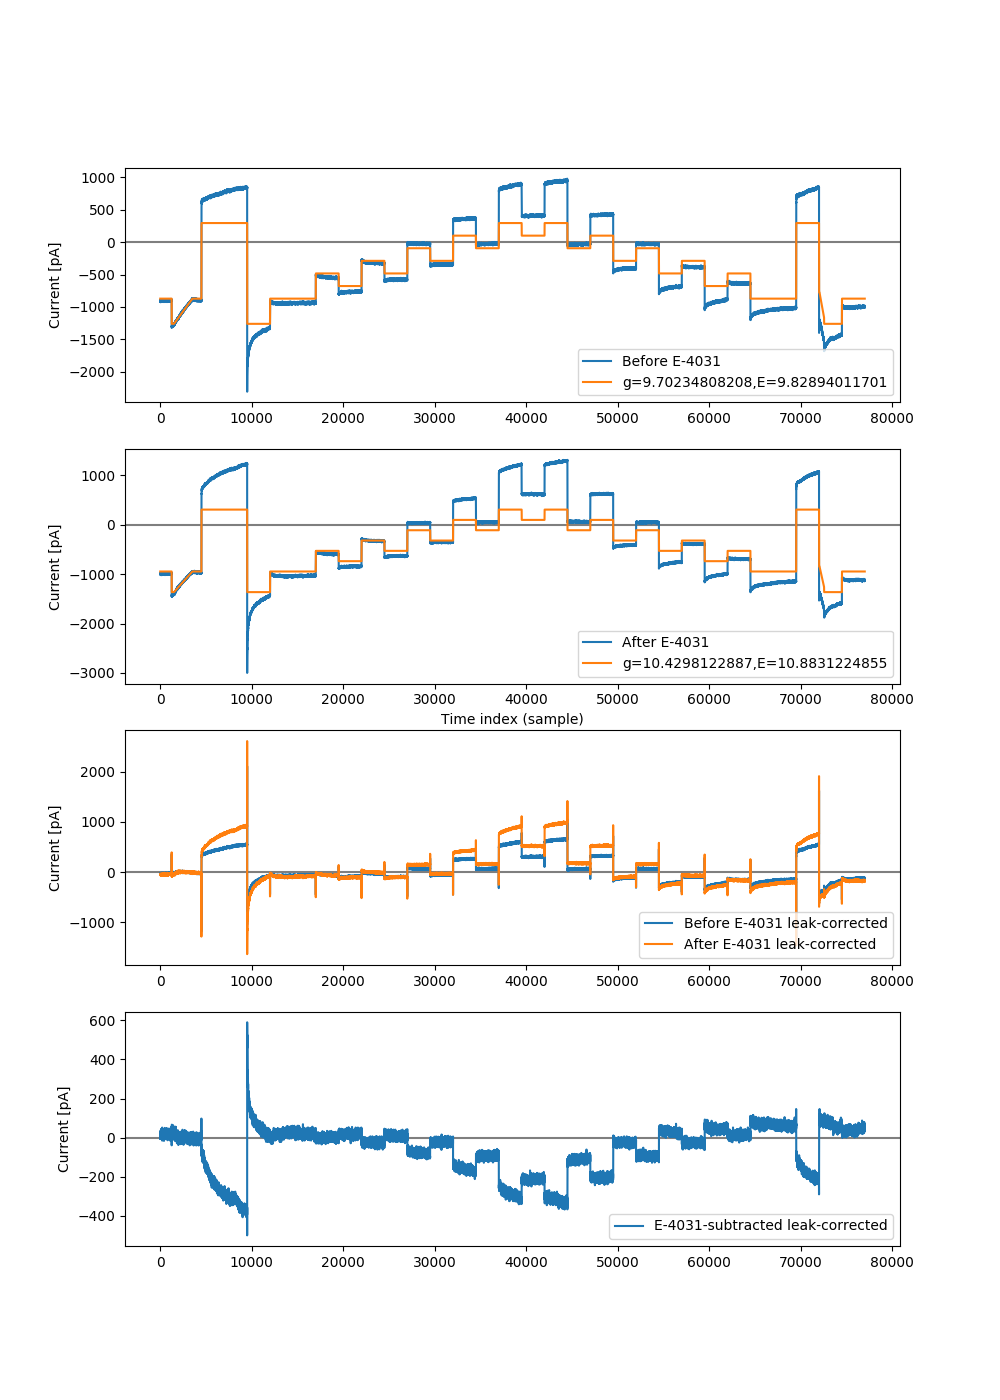 1000
500
0
−500
−1000
−1500
−2000
Current [pA]
Before E-4031
g=9.70234808208,E=9.82894011701
0 10000 20000 30000 40000 50000 60000 70000 80000
1000
0
−1000
−2000
−3000
Current [pA]
After E-4031
g=10.4298122887,E=10.8831224855
0 10000 20000 30000 40000 50000 60000 70000 80000
Time index (sample)
2000
1000
0
−1000
Current [pA]
Before E-4031 leak-corrected
After E-4031 leak-corrected
0 10000 20000 30000 40000 50000 60000 70000 80000
600
400
200
0
−200
−400
Current [pA]
E-4031-subtracted leak-corrected
0 10000 20000 30000 40000 50000 60000 70000 80000